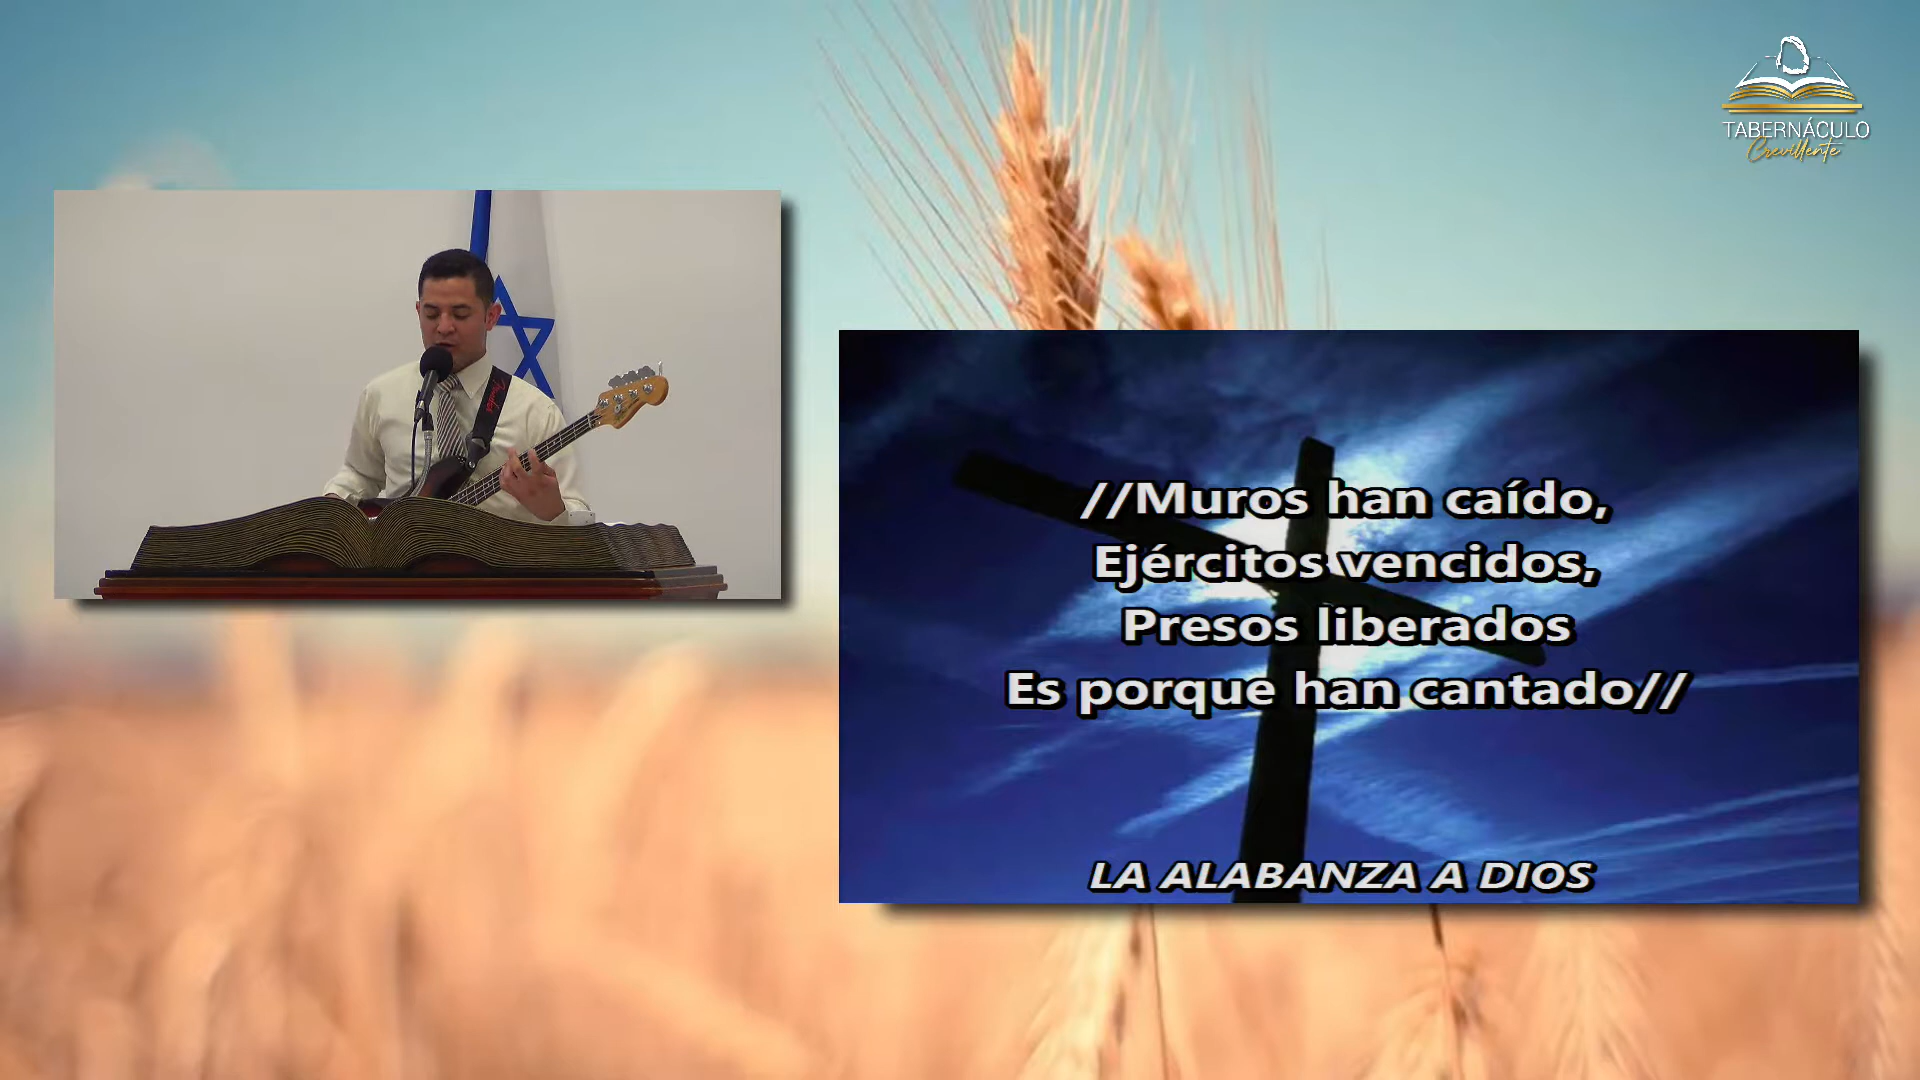 TABERNÁCULO
Crevillente
//Muros han caído,
Ejércitos vencidos,
Presos liberados
Es porque han cantado//
LA ALABANZA A DIOS